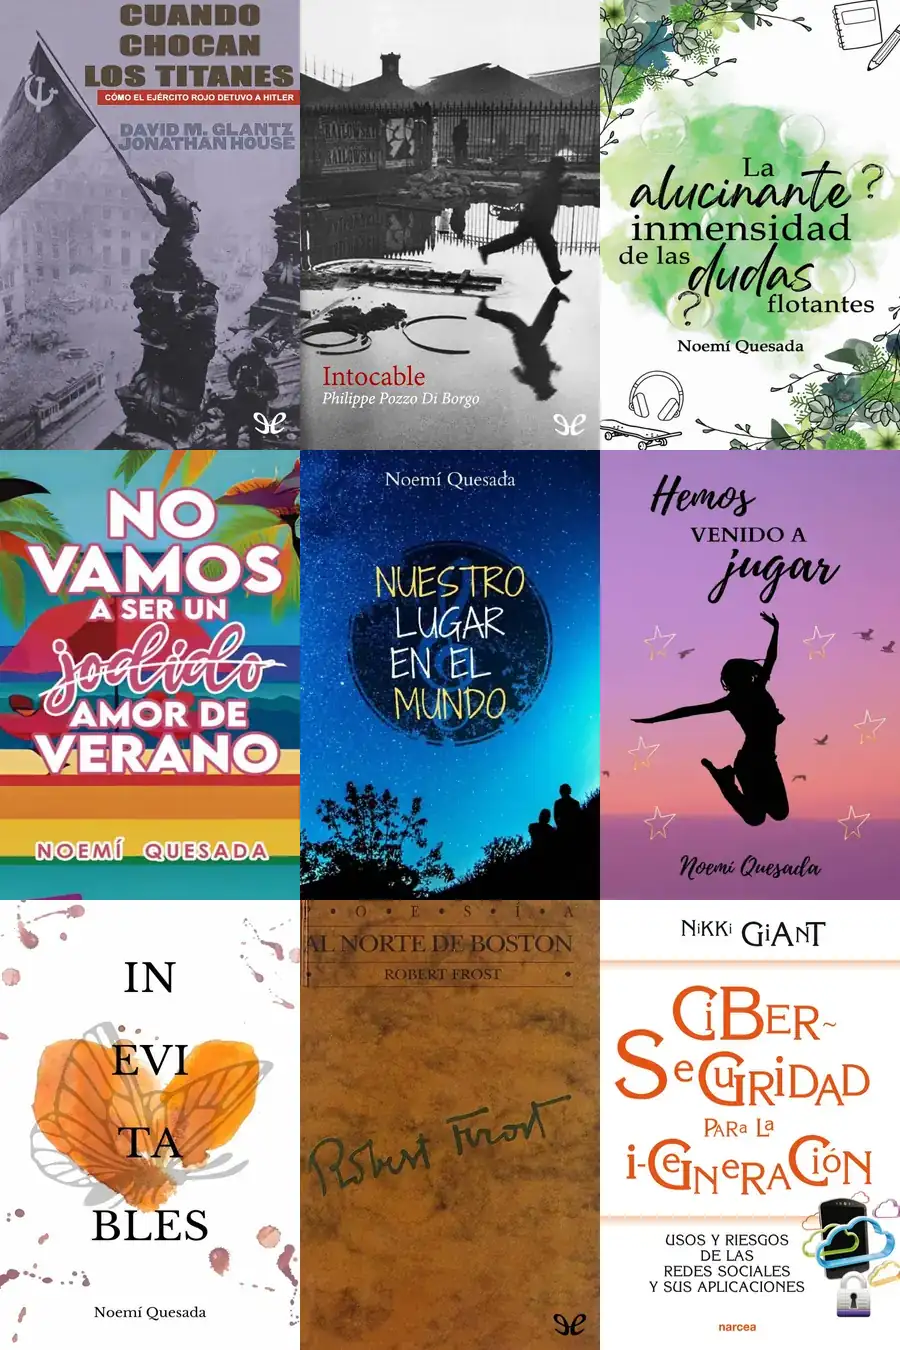 CUANDO
CHOCAN
LOS TITANES
CÓMO EL EJÉRCITO ROJO DETUVO A HITLER
DAVID M. GLANTZ
JONATHAN HOUSE
RAILOWSKY
RAILOWSKY
Intocable
Philippe Pozzo Di Borgo
La
alucinante
inmensidad
de las
dudas
flotantes
?
?
Noemí Quesada
NO
VAMOS
A SER UN
jodido
AMOR DE
VERANO
NOEMÍ QUESADA
Noemí Quesada
NUESTRO
LUGAR
EN EL
MUNDO
Hemos
VENIDO A
jugar
Noemí Quesada
IN
EVI
TA
BLES
Noemí Quesada
P•O•E•S•Í•A
AL NORTE DE BOSTON
ROBERT FROST
Robert Frost
NiKKi GiANT
CiBER~
SeGURiDAD
PARa La
i-GeNeRACióN
USOS Y RIESGOS
DE LAS
REDES SOCIALES
Y SUS APLICACIONES
narcea